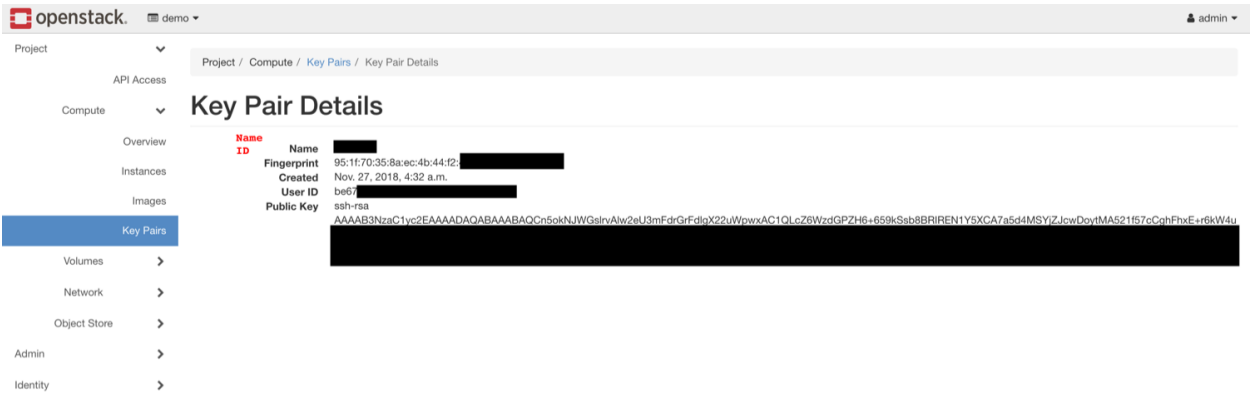 openstack. demo admin
Project
Project / Compute / Key Pairs / Key Pair Details
API Access
Compute
Key Pair Details
Overview
Name
ID
Name
Fingerprint 95:1f:70:35:8a:ec:4b:44:f2:
Created Nov. 27, 2018, 4:32 a.m.
User ID be67
Public Key ssh-rsa
AAAAB3NzaC1yc2EAAAADAQABAAABAQCn5okNJWGslrvAlw2eU3mFdrGrFdlgX22uWpwxAC1QLcZ6WzdGPZH6+659kSsb8BRIREN1Y5XCA7a5d4MSYjZJcwDoytMA521f57cCghFhxE+r6kW4u
Instances
Images
Key Pairs
Volumes
Network
Object Store
Admin
Identity